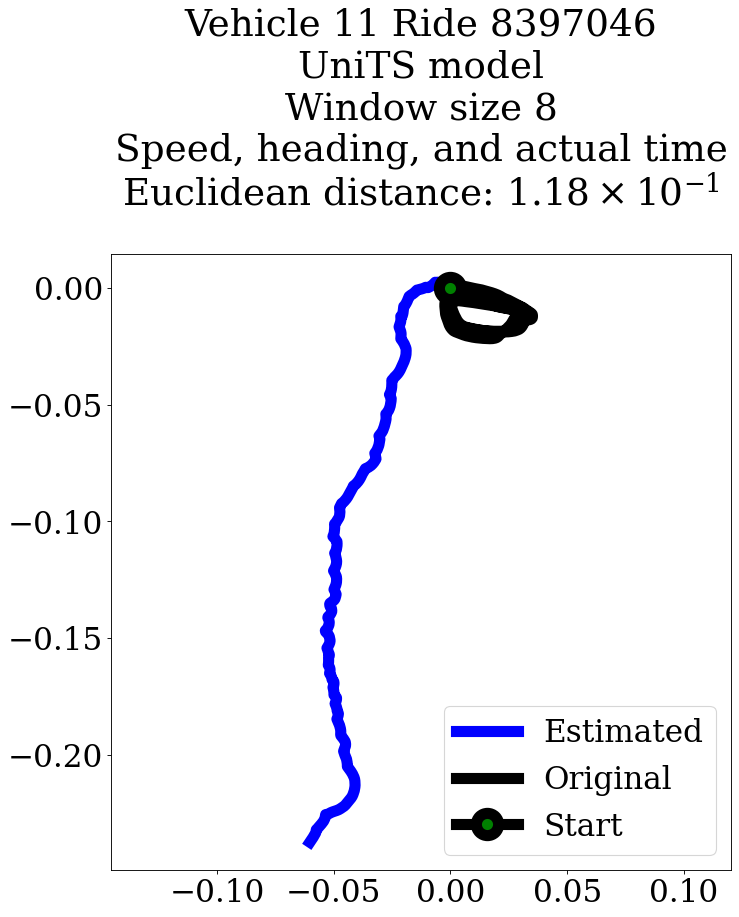 Vehicle 11 Ride 8397046
UniTS model
Window size 8
Speed, heading, and actual time
Euclidean distance: 1.18 × 10⁻¹
0.00
−0.05
−0.10
−0.15
−0.20
Estimated
Original
Start
−0.10 −0.05 0.00 0.05 0.10